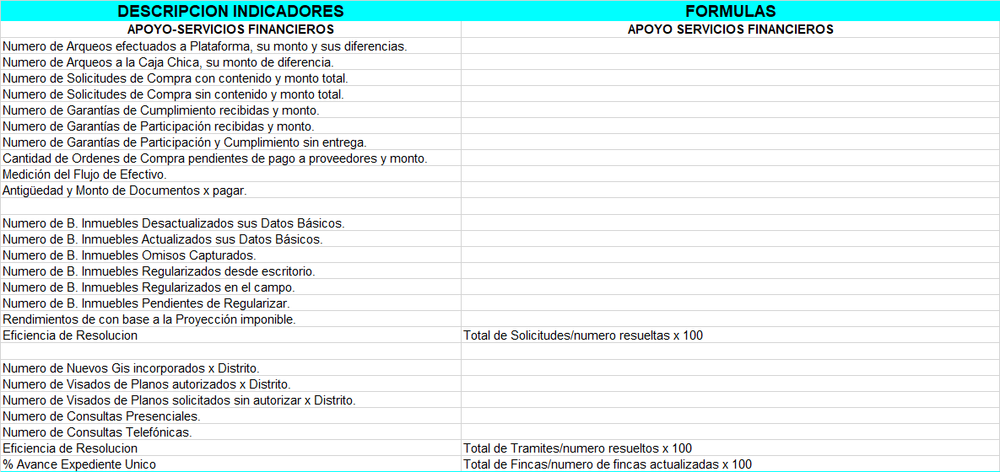 DESCRIPCION INDICADORES FORMULAS
APOYO-SERVICIOS FINANCIEROS APOYO SERVICIOS FINANCIEROS
Numero de Arqueos efectuados a Plataforma, su monto y sus diferencias.
Numero de Arqueos a la Caja Chica, su monto de diferencia.
Numero de Solicitudes de Compra con contenido y monto total.
Numero de Solicitudes de Compra sin contenido y monto total.
Numero de Garantías de Cumplimiento recibidas y monto.
Numero de Garantías de Participación recibidas y monto.
Numero de Garantías de Participación y Cumplimiento sin entrega.
Cantidad de Ordenes de Compra pendientes de pago a proveedores y monto.
Medición del Flujo de Efectivo.
Antigüedad y Monto de Documentos x pagar.
Numero de B. Inmuebles Desactualizados sus Datos Básicos.
Numero de B. Inmuebles Actualizados sus Datos Básicos.
Numero de B. Inmuebles Omisos Capturados.
Numero de B. Inmuebles Regularizados desde escritorio.
Numero de B. Inmuebles Regularizados en el campo.
Numero de B. Inmuebles Pendientes de Regularizar.
Rendimientos de con base a la Proyección imponible.
Eficiencia de Resolucion Total de Solicitudes/numero resueltas x 100
Numero de Nuevos Gis incorporados x Distrito.
Numero de Visados de Planos autorizados x Distrito.
Numero de Visados de Planos solicitados sin autorizar x Distrito.
Numero de Consultas Presenciales.
Numero de Consultas Telefónicas.
Eficiencia de Resolucion Total de Tramites/numero resueltos x 100
% Avance Expediente Unico Total de Fincas/numero de fincas actualizadas x 100